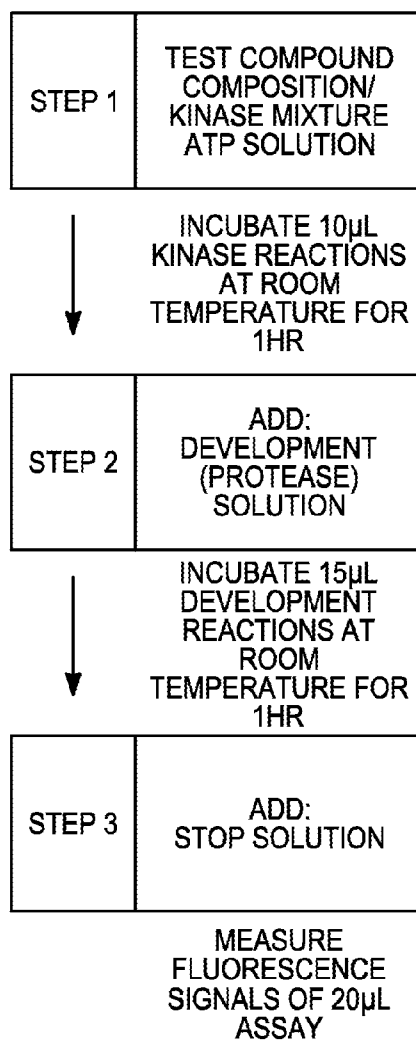 STEP 1
TEST COMPOUND
COMPOSITION/
KINASE MIXTURE
ATP SOLUTION
INCUBATE 10µL
KINASE REACTIONS
AT ROOM
TEMPERATURE FOR
1HR
STEP 2
ADD:
DEVELOPMENT
(PROTEASE)
SOLUTION
INCUBATE 15µL
DEVELOPMENT
REACTIONS AT
ROOM
TEMPERATURE FOR
1HR
STEP 3
ADD:
STOP SOLUTION
MEASURE
FLUORESCENCE
SIGNALS OF 20µL
ASSAY